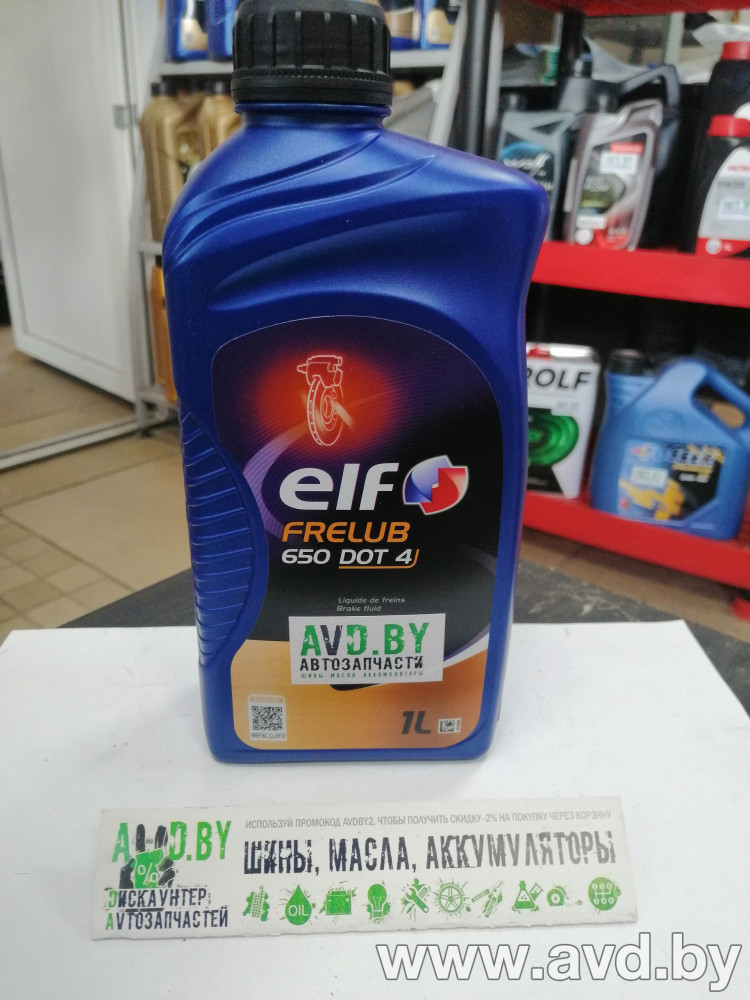 elf
FRELUB
650 DOT 4
Liquide de freins
Brake fluid
AVD.BY
АВТОЗАПЧАСТИ
ШИНЫ МАСЛА АККУМУЛЯТОРЫ
1L
ROLF
ИСПОЛЬЗУЙ ПРОМОКОД AVDBY2, ЧТОБЫ ПОЛУЧИТЬ СКИДКУ -2% НА ПОКУПКУ ЧЕРЕЗ КОРЗИНУ
AVD.BY
ШИНЫ, МАСЛА, АККУМУЛЯТОРЫ
%
ДИСКАУНТЕР
АVТОЗАПЧАСТЕЙ
OIL
www.avd.by